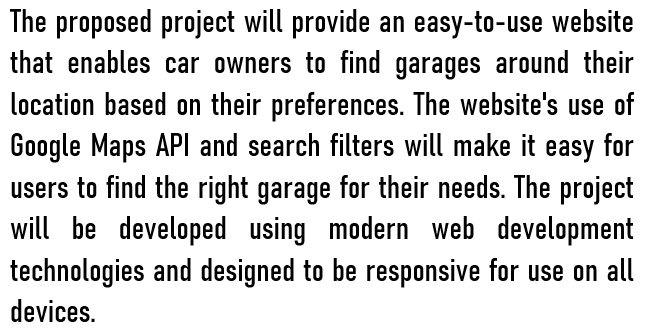 The proposed project will provide an easy-to-use website
that enables car owners to find garages around their
location based on their preferences. The website's use of
Google Maps API and search filters will make it easy for
users to find the right garage for their needs. The project
will be developed using modern web development
technologies and designed to be responsive for use on all
devices.